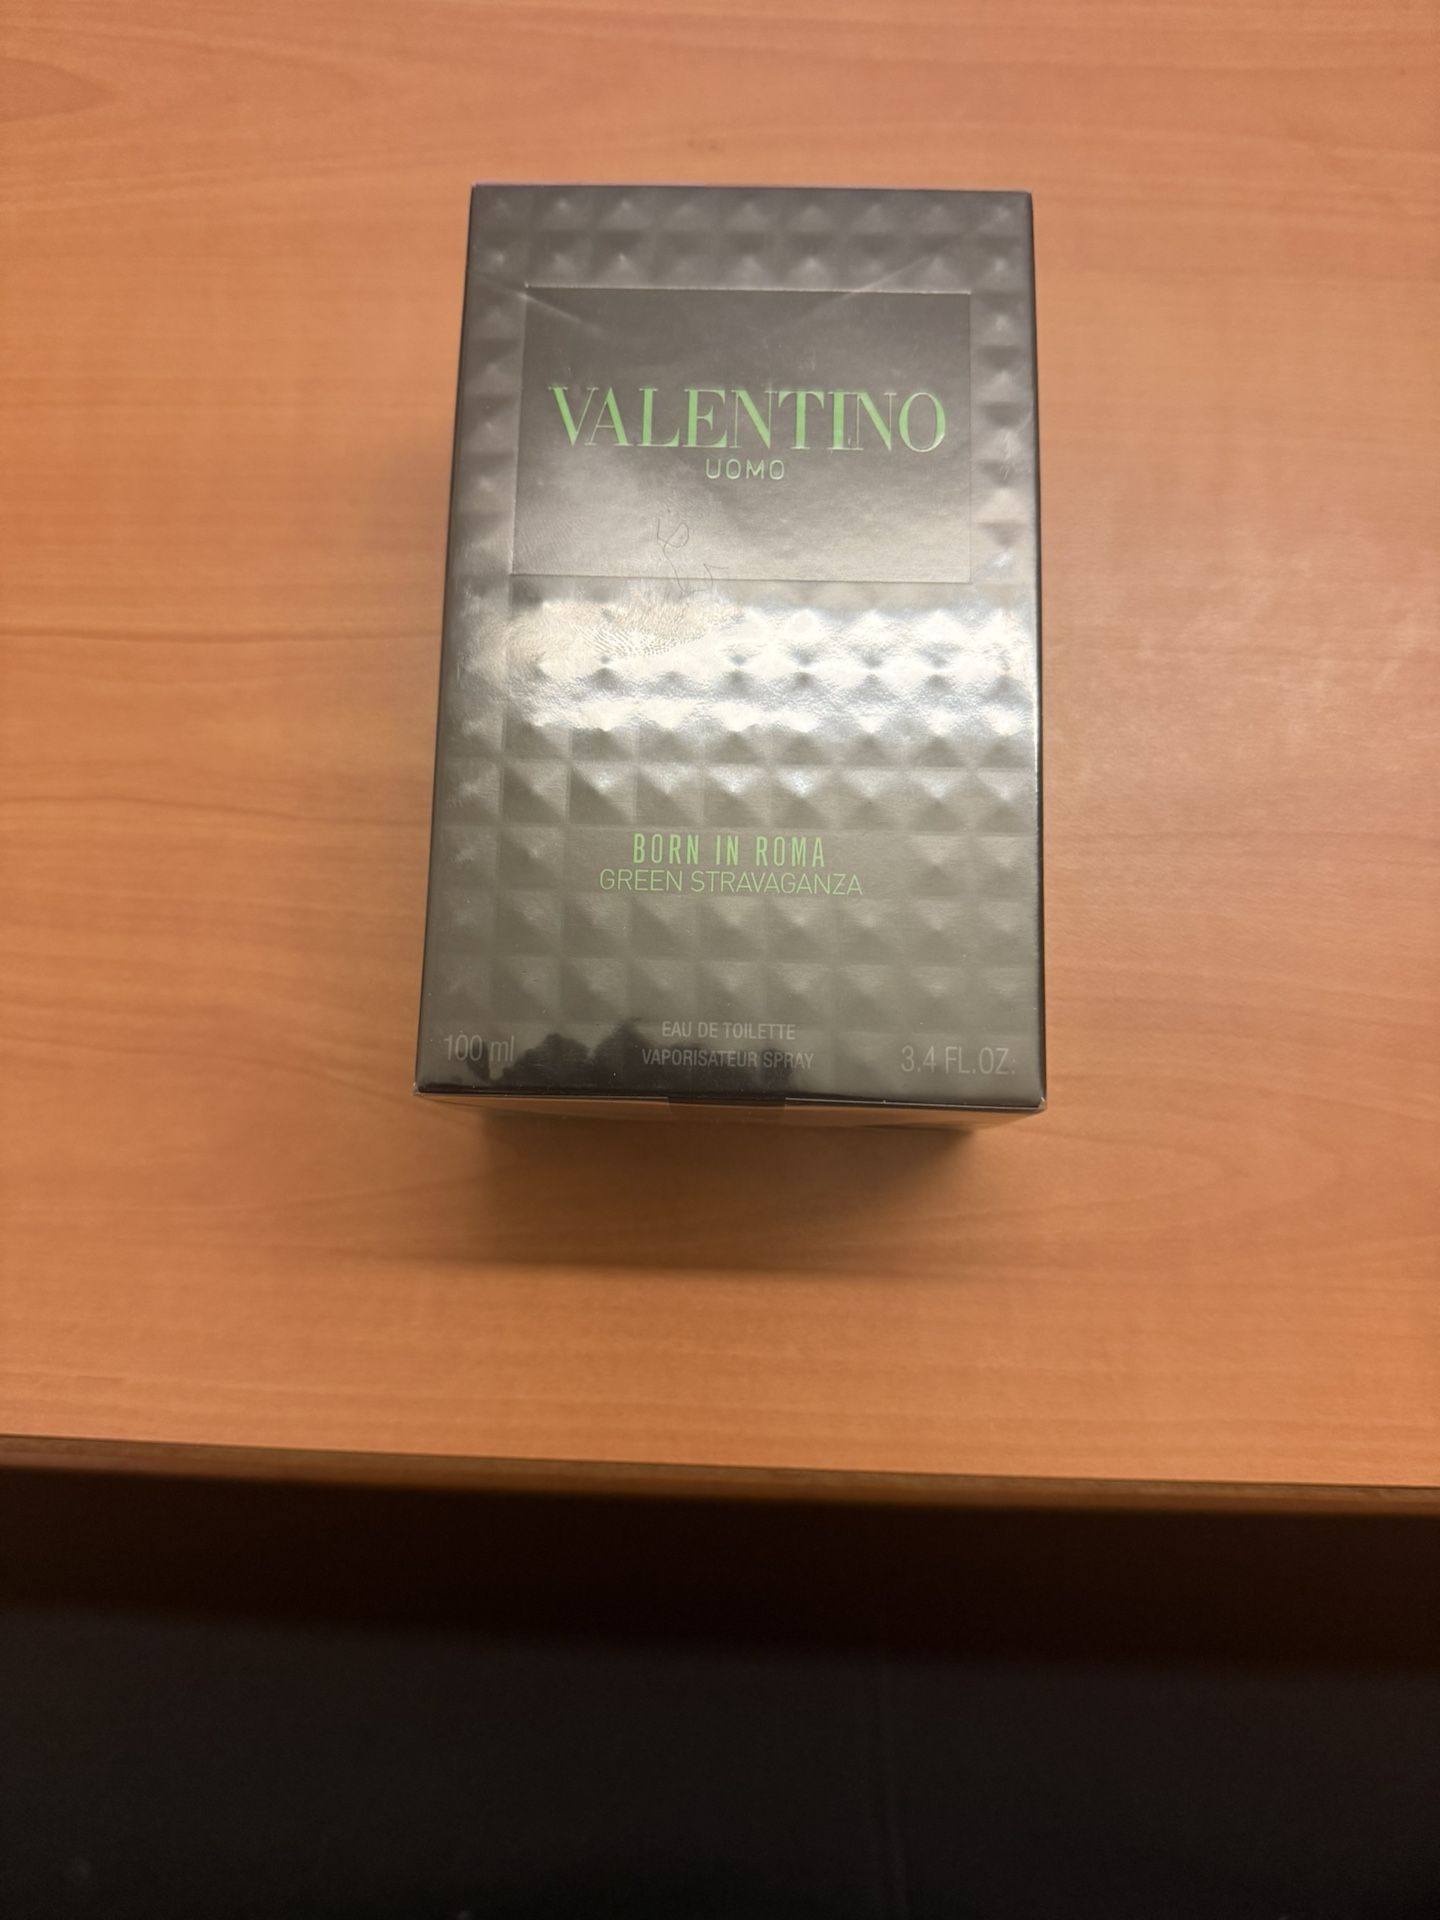 VALENTINO
UOMO
BORN IN ROMA
GREEN STRAVAGANZA
EAU DE TOILETTE
100 ml VAPORISATEUR SPRAY 3.4 FL.OZ.